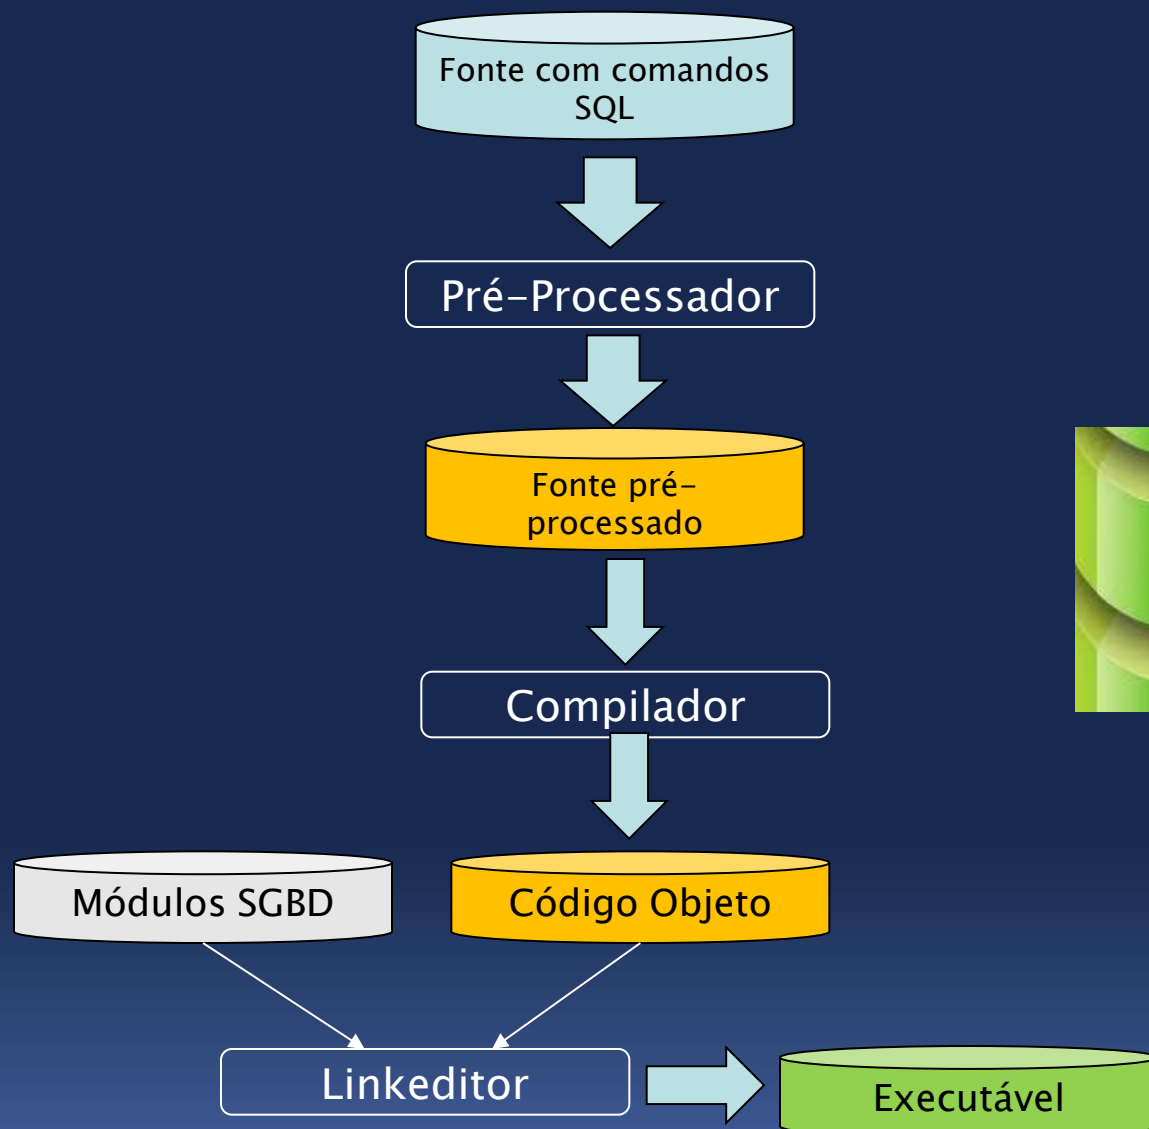 Fonte com comandos
SQL
Pré-Processador
Fonte pré-
processado
Compilador
Módulos SGBD
Código Objeto
Linkeditor
Executável